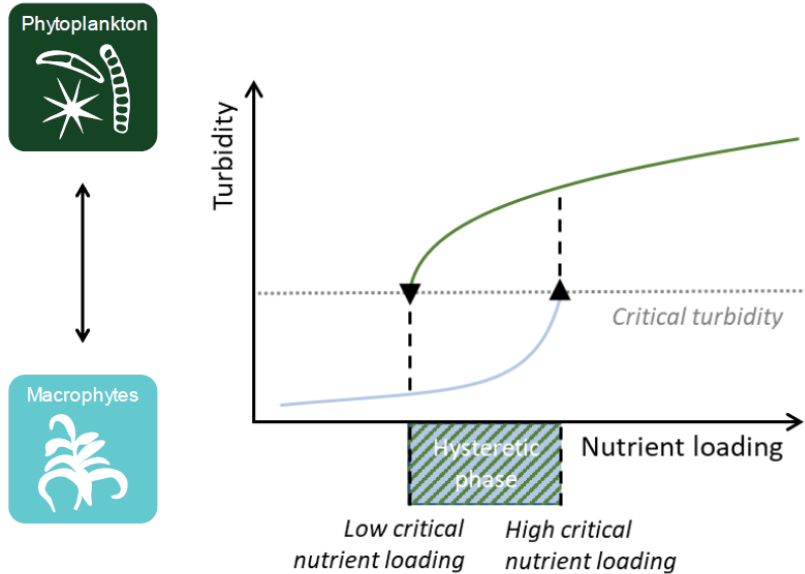 Phytoplankton
Turbidity
Critical turbidity
Macrophytes
Hysteretic
phase
Nutrient loading
Low critical
nutrient loading
High critical
nutrient loading